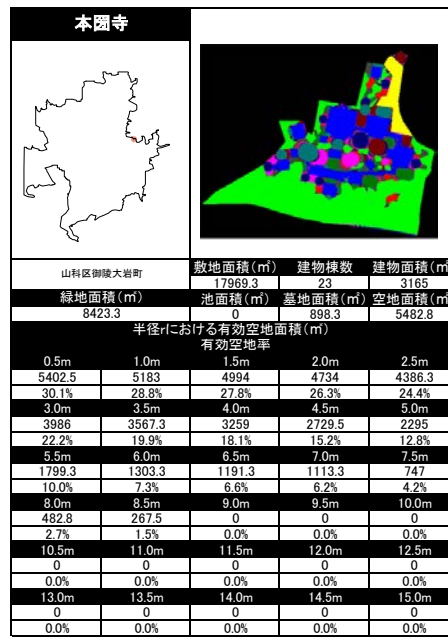 本圀寺
山科区御陵大岩町
敷地面積(㎡) 建物棟数 建物面積(㎡
17969.3 23 3165
緑地面積(㎡) 池面積(㎡) 墓地面積(㎡) 空地面積(㎡)
8423.3 0 898.3 5482.8
半径rにおける有効空地面積(㎡)
有効空地率
0.5m 1.0m 1.5m 2.0m 2.5m
5402.5 5183 4994 4734 4386.3
30.1% 28.8% 27.8% 26.3% 24.4%
3.0m 3.5m 4.0m 4.5m 5.0m
3986 3567.3 3259 2729.5 2295
22.2% 19.9% 18.1% 15.2% 12.8%
5.5m 6.0m 6.5m 7.0m 7.5m
1799.3 1303.3 1191.3 1113.3 747
10.0% 7.3% 6.6% 6.2% 4.2%
8.0m 8.5m 9.0m 9.5m 10.0m
482.8 267.5 0 0 0
2.7% 1.5% 0.0% 0.0% 0.0%
10.5m 11.0m 11.5m 12.0m 12.5m
0 0 0 0 0
0.0% 0.0% 0.0% 0.0% 0.0%
13.0m 13.5m 14.0m 14.5m 15.0m
0 0 0 0 0
0.0% 0.0% 0.0% 0.0% 0.0%